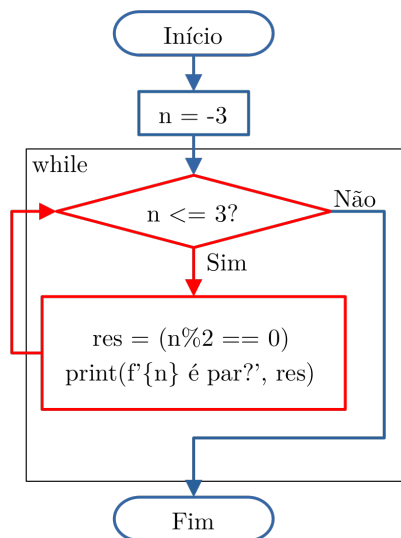 Início
n = -3
while
n <= 3?
Não
Sim
res = (n%2 == 0)
print(f'{n} é par?', res)
Fim